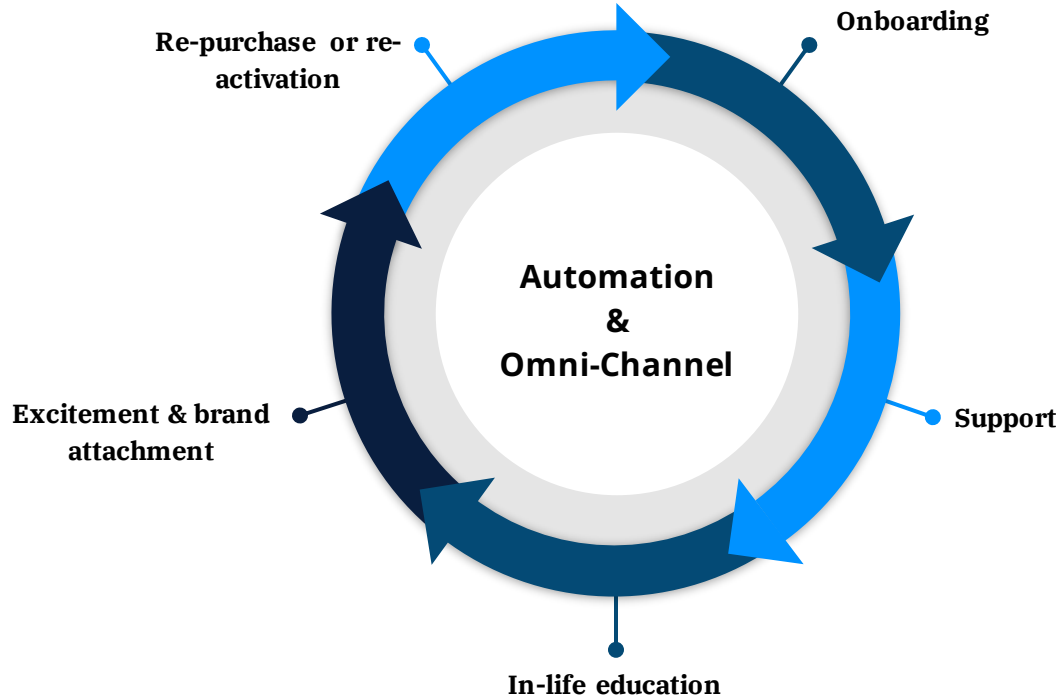 Onboarding
Re-purchase or re-
activation
Automation
&
Omni-Channel
Excitement & brand
attachment
Support
In-life education